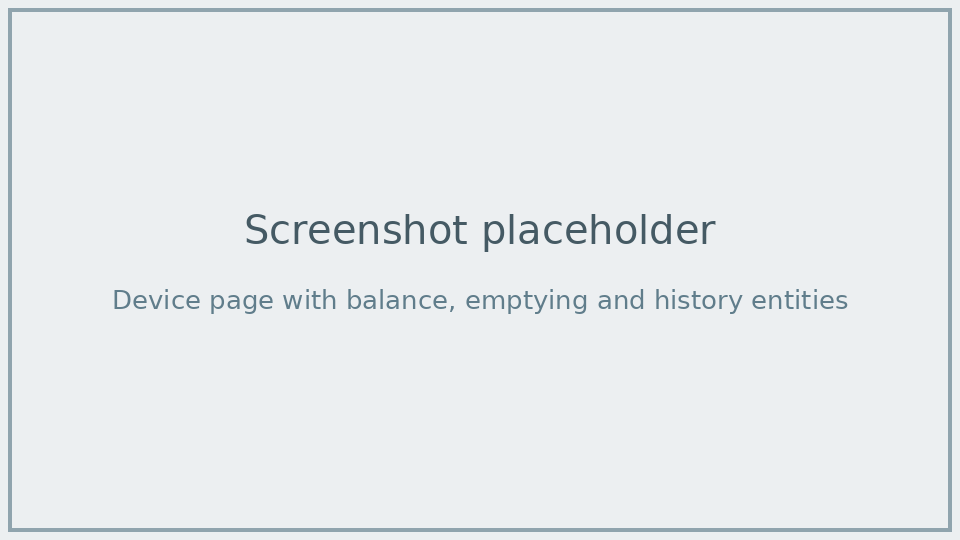 Screenshot placeholder
Device page with balance, emptying and history entities